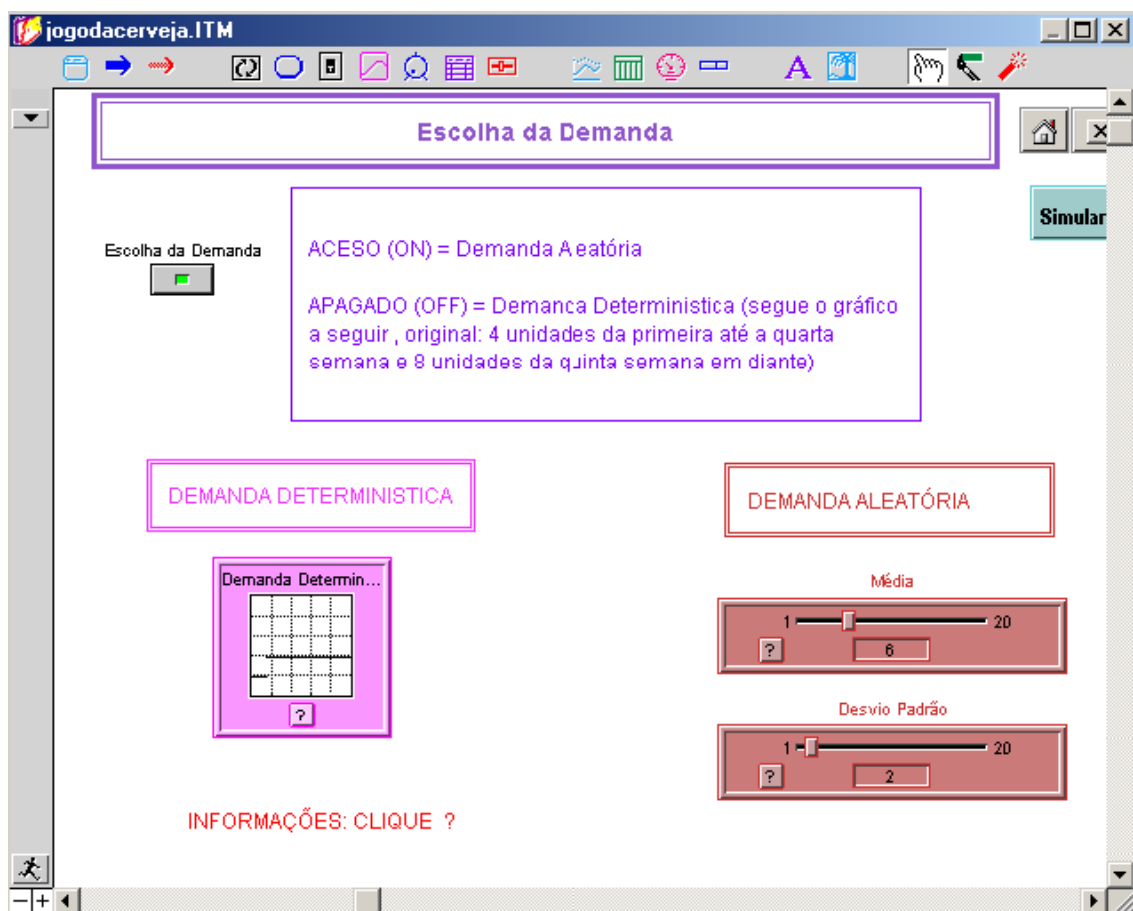 jogodacerveja.ITM
A
Escolha da Demanda
Simular
Escolha da Demanda
ACESO (ON) = Demanda A eatória
APAGADO (OFF) = Demanca Deterministica (segue o gráfico
a seguir , original: 4 unidades da primeira até a quarta
semana e 8 unidades da quinta semana em diante)
DEMANDA DETERMINISTICA
DEMANDA ALEATÓRIA
Demanda Determin...
?
Média
1 20
? 6
Desvio Padrão
1 20
? 2
INFORMAÇÕES: CLIQUE ?